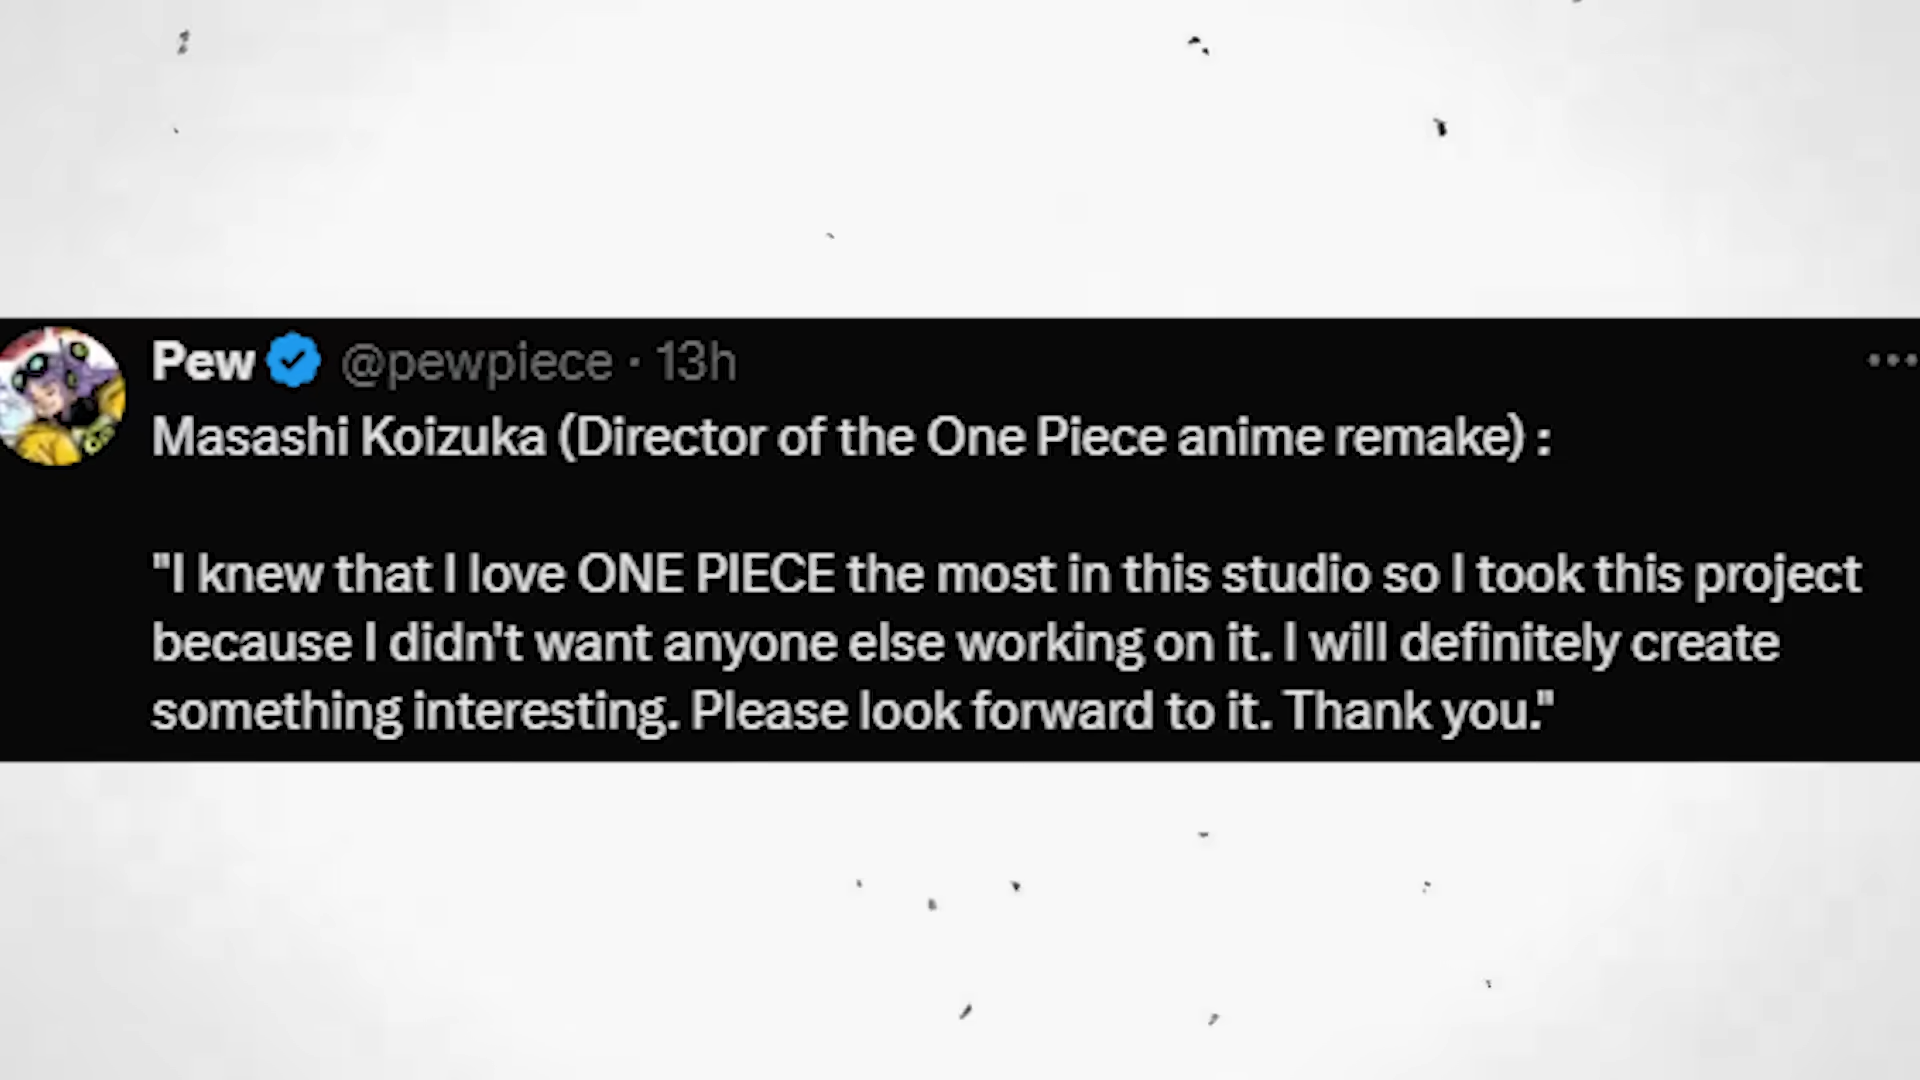 Pew @pewpiece · 13h
Masashi Koizuka (Director of the One Piece anime remake) :
"I knew that I love ONE PIECE the most in this studio so I took this project
because I didn't want anyone else working on it. I will definitely create
something interesting. Please look forward to it. Thank you."